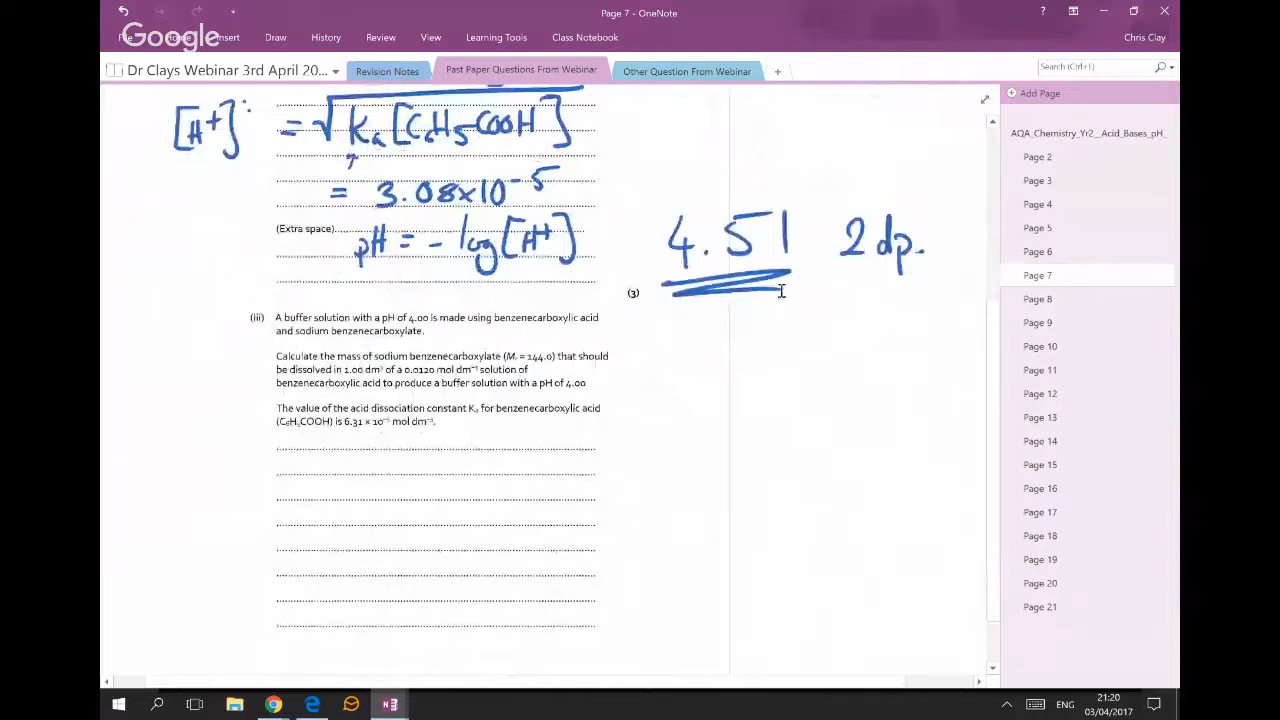 Page 7 - OneNote
Google
Insert
Draw
History
Review
View
Learning Tools
Class Notebook
Chris Clay
Dr Clays Webinar 3rd April 20...
Revision Notes
Past Paper Questions From Webinar
Other Question From Webinar
Search (Ctrl+E)
[H+] = √Ka [C6H5COOH]
= 3.08x10-5
(Extra space)
pH = -log[H+]
4.51 2dp.
(3)
(iii) A buffer solution with a pH of 4.00 is made using benzenecarboxylic acid
and sodium benzenecarboxylate.
Calculate the mass of sodium benzenecarboxylate (Mr = 144.0) that should
be dissolved in 1.00 dm3 of a 0.0120 mol dm−3 solution of
benzenecarboxylic acid to produce a buffer solution with a pH of 4.00
The value of the acid dissociation constant Ka for benzenecarboxylic acid
(C6H5COOH) is 6.31 × 10 mol dm−3.
Add Page
AQA_Chemistry_Yr2__Acid_Bases_pH_
Page 2
Page 3
Page 4
Page 5
Page 6
Page 7
Page 8
Page 9
Page 10
Page 11
Page 12
Page 13
Page 14
Page 15
Page 16
Page 17
Page 18
Page 19
Page 20
Page 21
ENG
21:20
03/04/2017